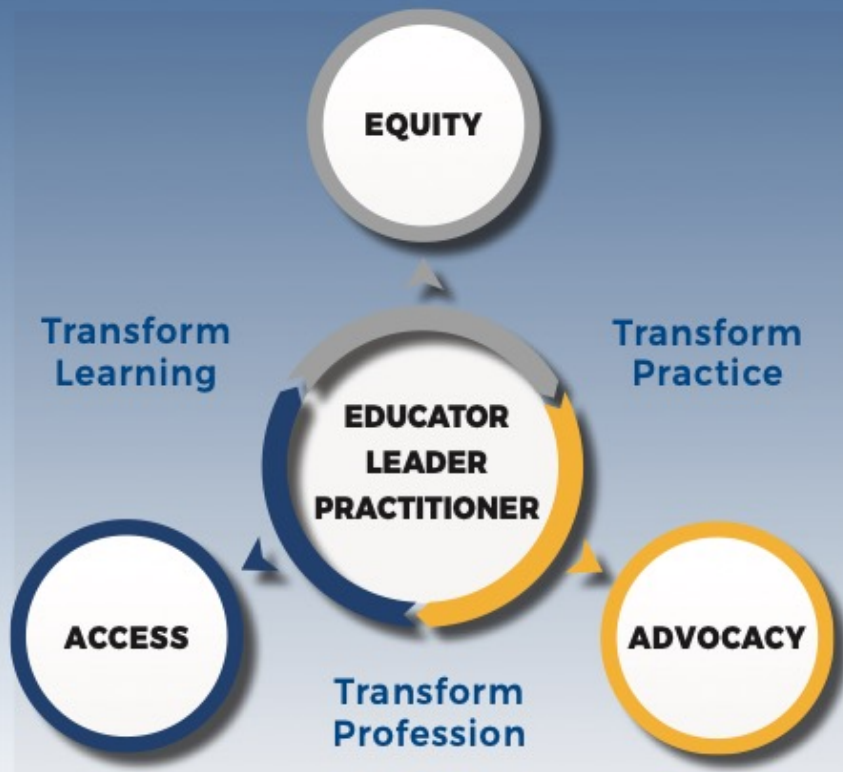 EQUITY
Transform
Learning
Transform
Practice
EDUCATOR
LEADER
PRACTITIONER
ACCESS
ADVOCACY
Transform
Profession